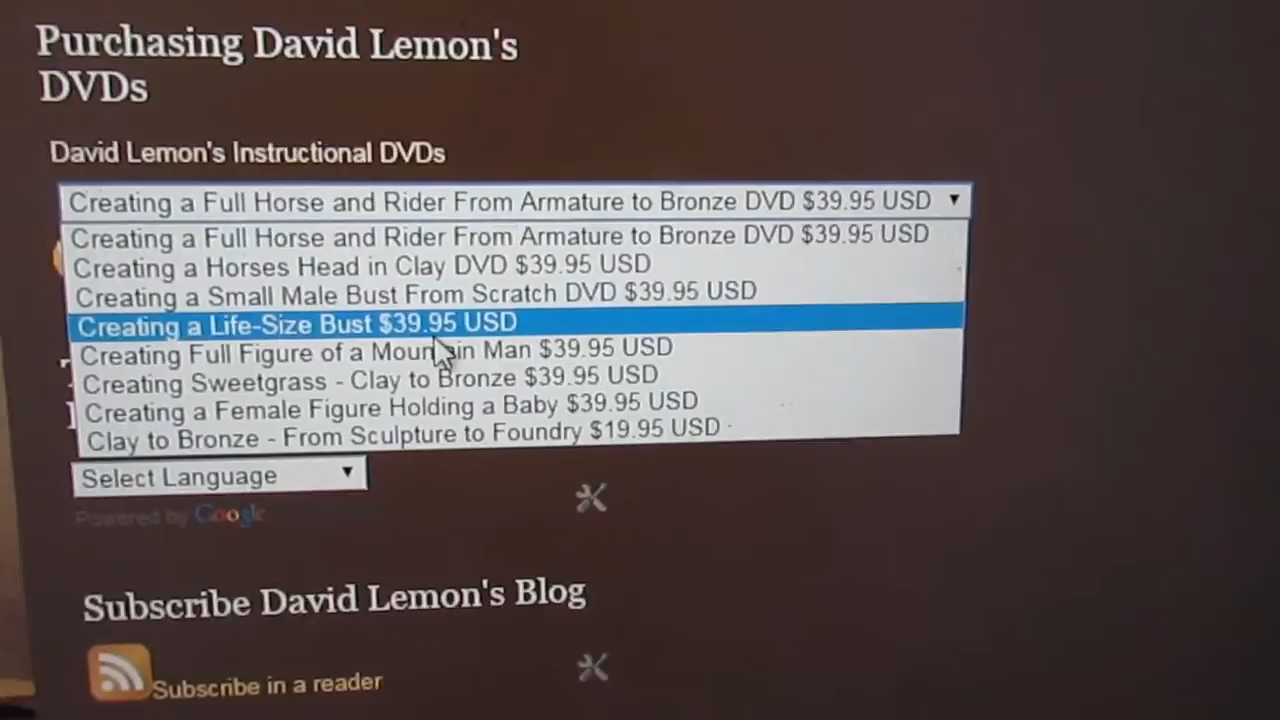 Purchasing David Lemon's
DVDs
David Lemon's Instructional DVDs
Creating a Full Horse and Rider From Armature to Bronze DVD $39.95 USD
Creating a Full Horse and Rider From Armature to Bronze DVD $39.95 USD
Creating a Horses Head in Clay DVD $39.95 USD
Creating a Small Male Bust From Scratch DVD $39.95 USD
Creating a Life-Size Bust $39.95 USD
Creating Full Figure of a Mountain Man $39.95 USD
Creating Sweetgrass - Clay to Bronze $39.95 USD
Creating a Female Figure Holding a Baby $39.95 USD
Clay to Bronze - From Sculpture to Foundry $19.95 USD
Select Language
Powered by Google
Subscribe David Lemon's Blog
Subscribe in a reader